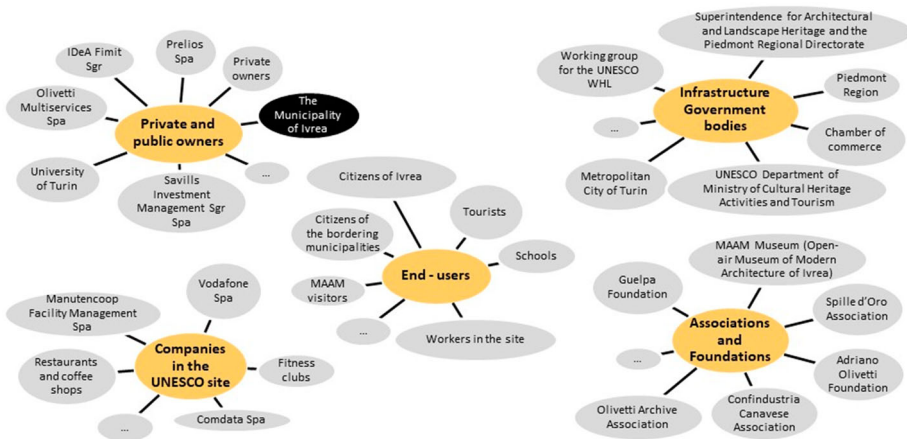 IDeA Fimit
Sgr
Prelios
Spa
Private
owners
Olivetti
Multiservices
Spa
The
Municipality
of Ivrea
Private and
public owners
University
of Turin
Savills
Investment
Management Sgr
Spa
...
Superintendence for Architectural
and Landscape Heritage and the
Piedmont Regional Directorate
Working group
for the UNESCO
WHL
Infrastructure
Government
bodies
Piedmont
Region
...
Chamber of
commerce
Metropolitan
City of Turin
UNESCO Department of
Ministry of Cultural Heritage
Activities and Tourism
Citizens of Ivrea
Tourists
Citizens of
the bordering
municipalities
Schools
End - users
MAAM
visitors
...
Workers in the site
Manutencoop
Facility Management
Spa
Vodafone
Spa
Companies
in the
UNESCO site
Restaurants
and coffee
shops
Fitness
clubs
...
Comdata Spa
MAAM Museum (Open-
air Museum of Modern
Architecture of Ivrea)
Guelpa
Foundation
Spille d'Oro
Association
Associations
and
Foundations
...
Adriano
Olivetti
Foundation
Olivetti Archive
Association
Confindustria
Canavese
Association